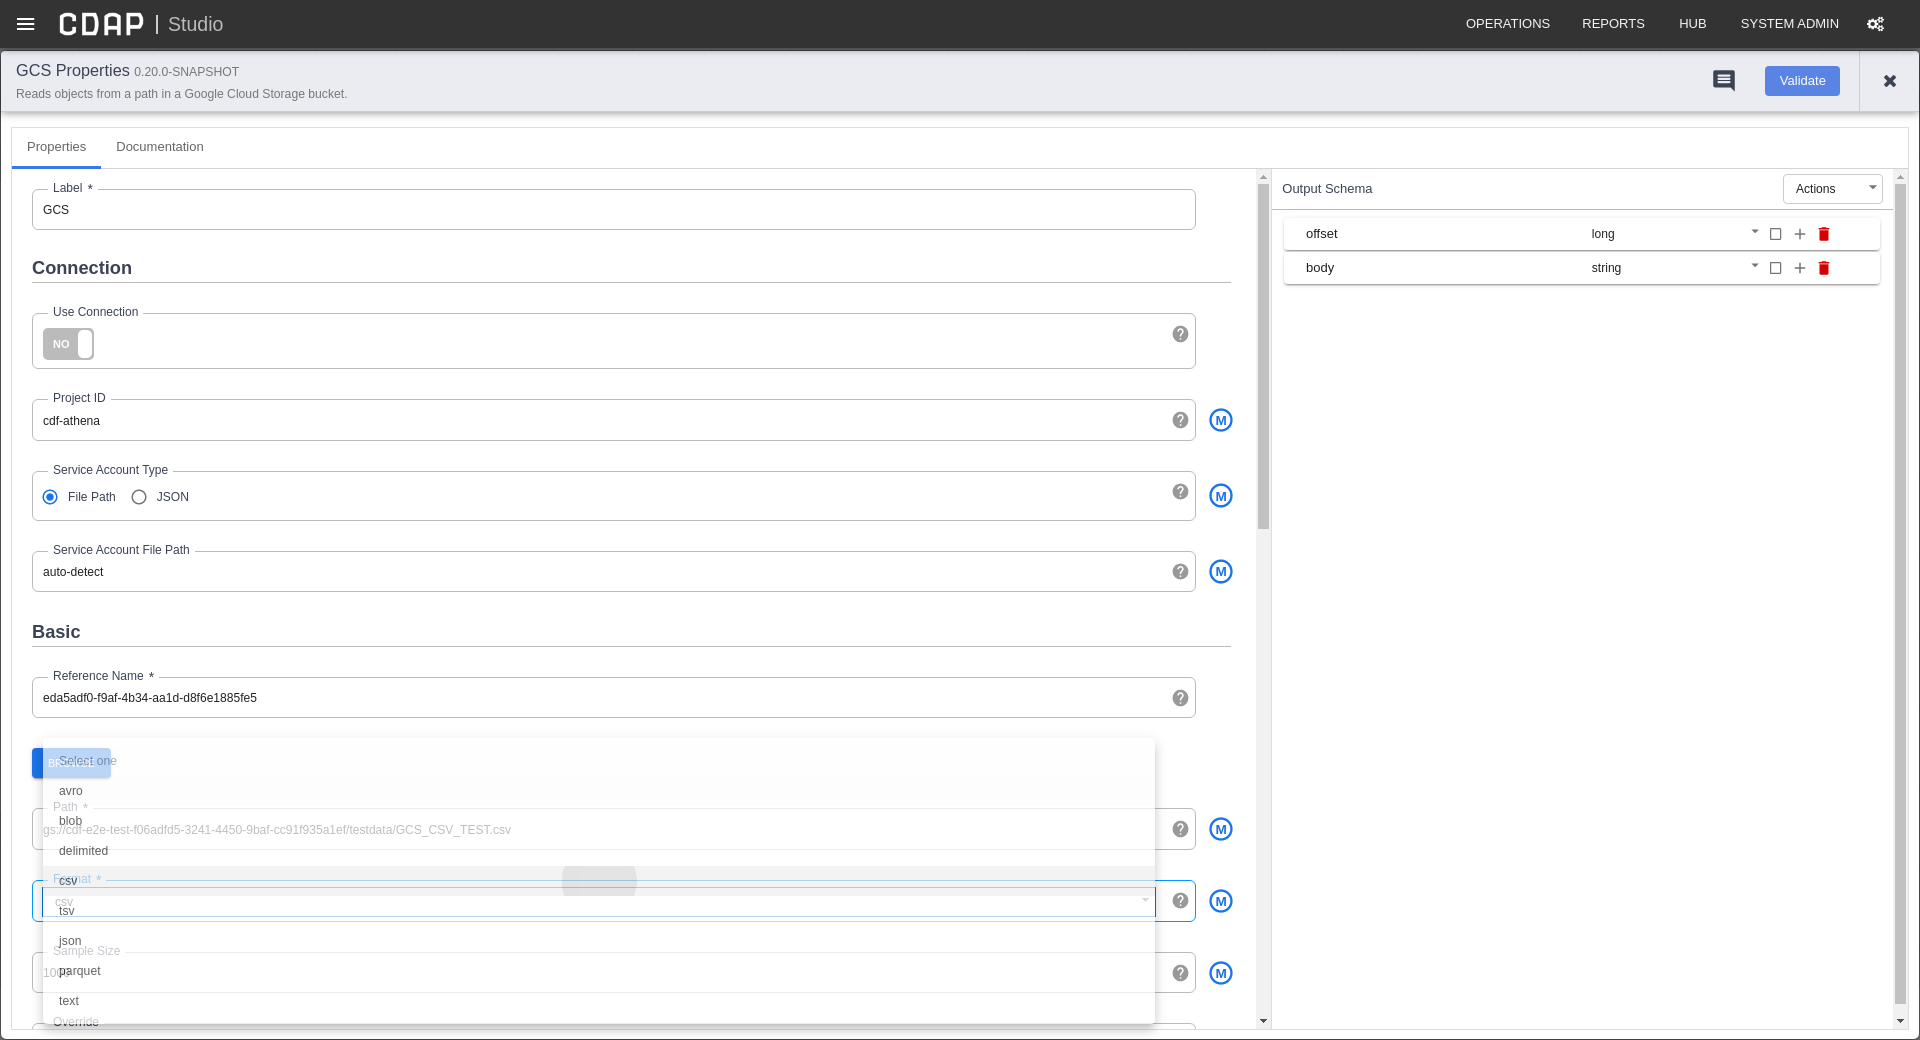 CDAP | Studio
OPERATIONS REPORTS HUB SYSTEM ADMIN
GCS Properties 0.20.0-SNAPSHOT
Reads objects from a path in a Google Cloud Storage bucket.
Validate
Properties Documentation
Label *
GCS
Connection
Use Connection
NO
Project ID
cdf-athena
M
Service Account Type
File Path JSON
M
Service Account File Path
auto-detect
M
Basic
Reference Name *
eda5adf0-f9af-4b34-aa1d-d8f6e1885fe5
Select one
avro
Path *
blob
gs://cdf-e2e-test-f06adfd5-3241-4450-9baf-cc91f935a1ef/testdata/GCS_CSV_TEST.csv
M
delimited
Format *
csv
csv
M
tsv
json
Sample Size
parquet
M
text
Override
Output Schema Actions
offset long
body string